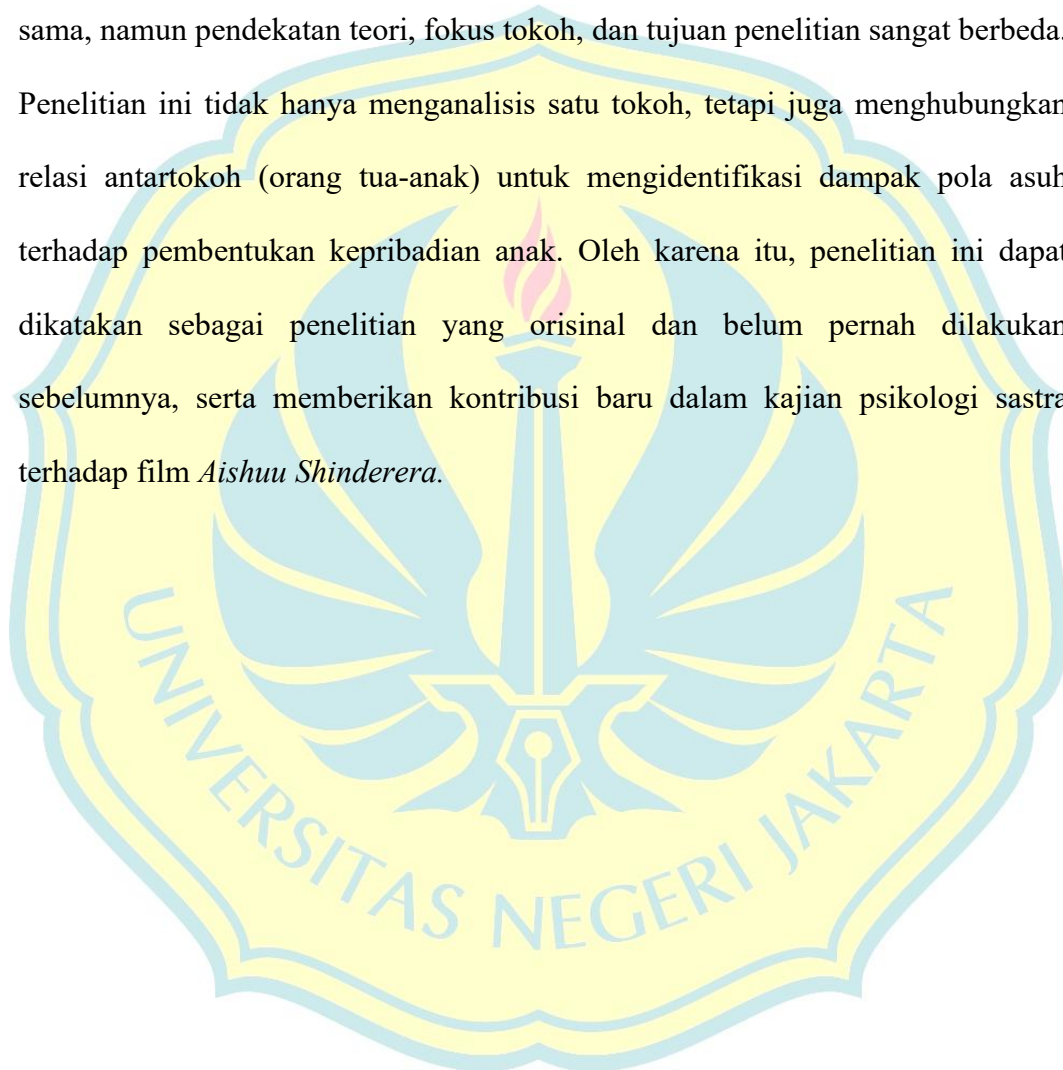 sama, namun pendekatan teori, fokus tokoh, dan tujuan penelitian sangat berbeda.
Penelitian ini tidak hanya menganalisis satu tokoh, tetapi juga menghubungkan
relasi antartokoh (orang tua-anak) untuk mengidentifikasi dampak pola asuh
terhadap pembentukan kepribadian anak. Oleh karena itu, penelitian ini dapat
dikatakan sebagai penelitian yang orisinal dan belum pernah dilakukan
sebelumnya, serta memberikan kontribusi baru dalam kajian psikologi sastra
terhadap film Aishuu Shinderera.
UNIVERSITAS NEGERI JAKARTA